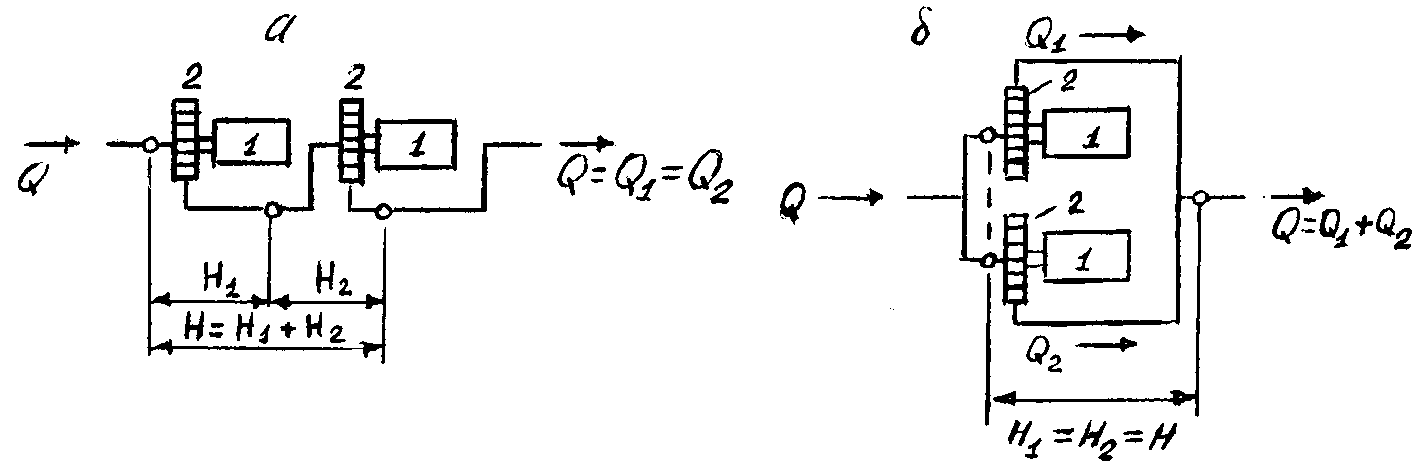 а
2
2
1
1
Q
Q=Q₁=Q₂
H₁
H₂
H=H₁+H₂
б
Q₁
2
1
Q
2
1
Q=Q₁+Q₂
Q₂
H₁=H₂=H